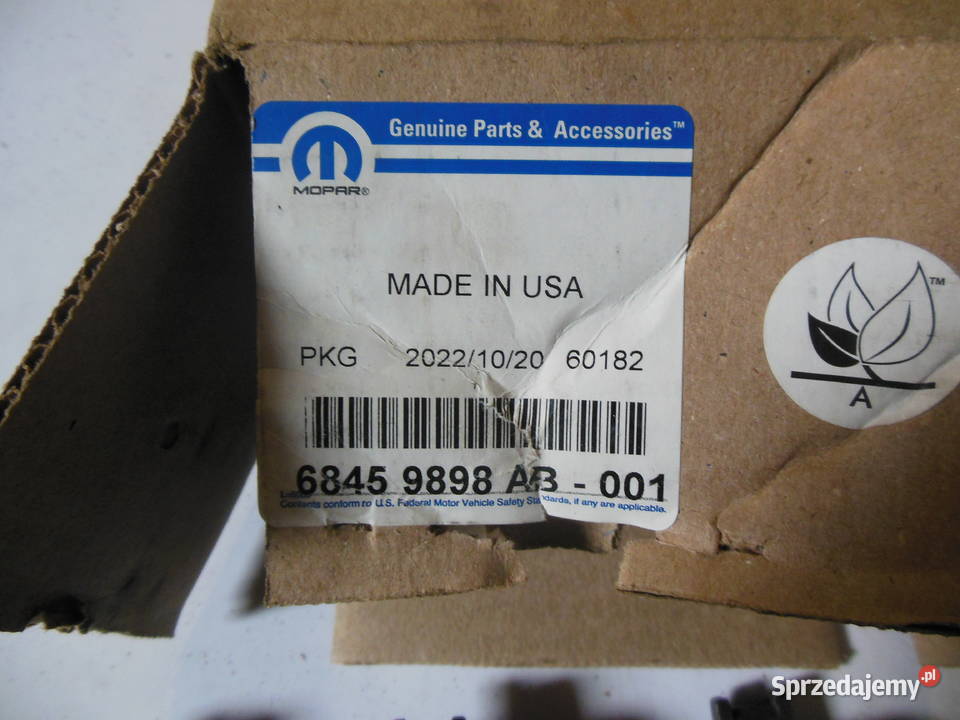 Genuine Parts & Accessories™
MOPAR®
MADE IN USA
PKG 2022/10/20 60182
6845 9898 AB - 001
Contents conform to U.S. Federal Motor Vehicle Safety Standards, if any are applicable.
™
A
Sprzedajemy.pl